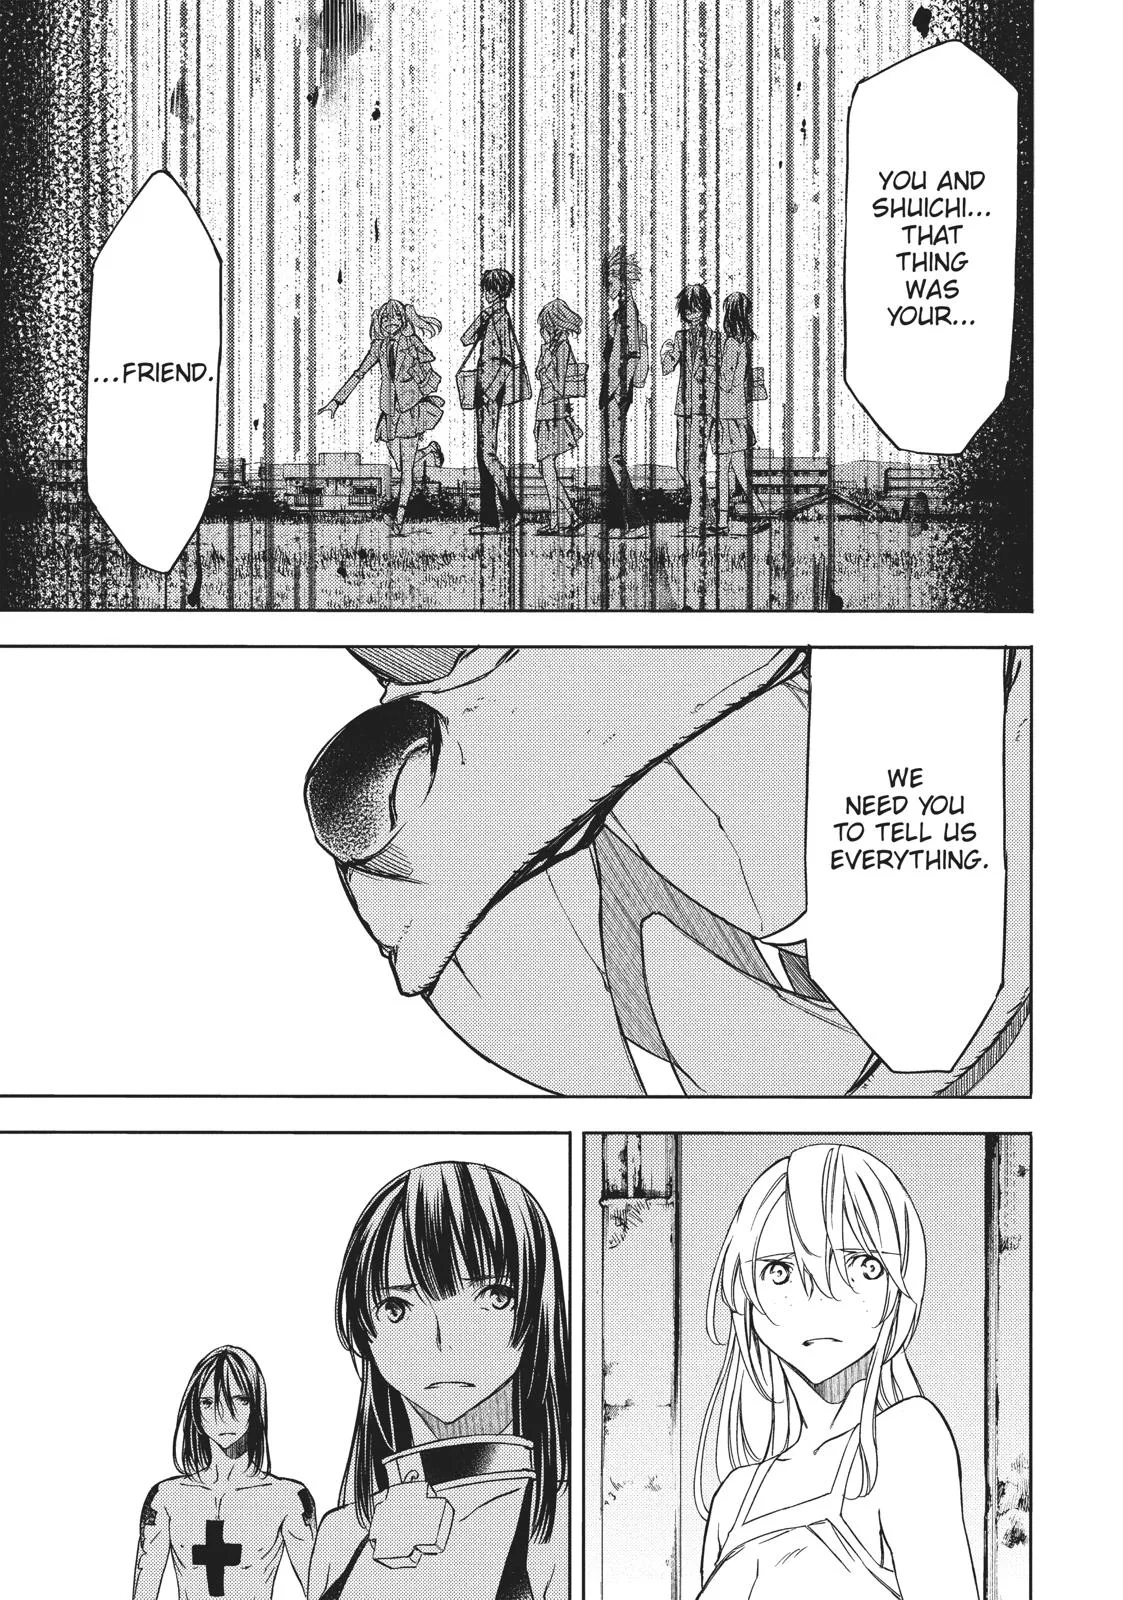 YOU AND
SHUICHI...
THAT
THING
WAS
YOUR...
...FRIEND.
WE
NEED YOU
TO TELL US
EVERYTHING.